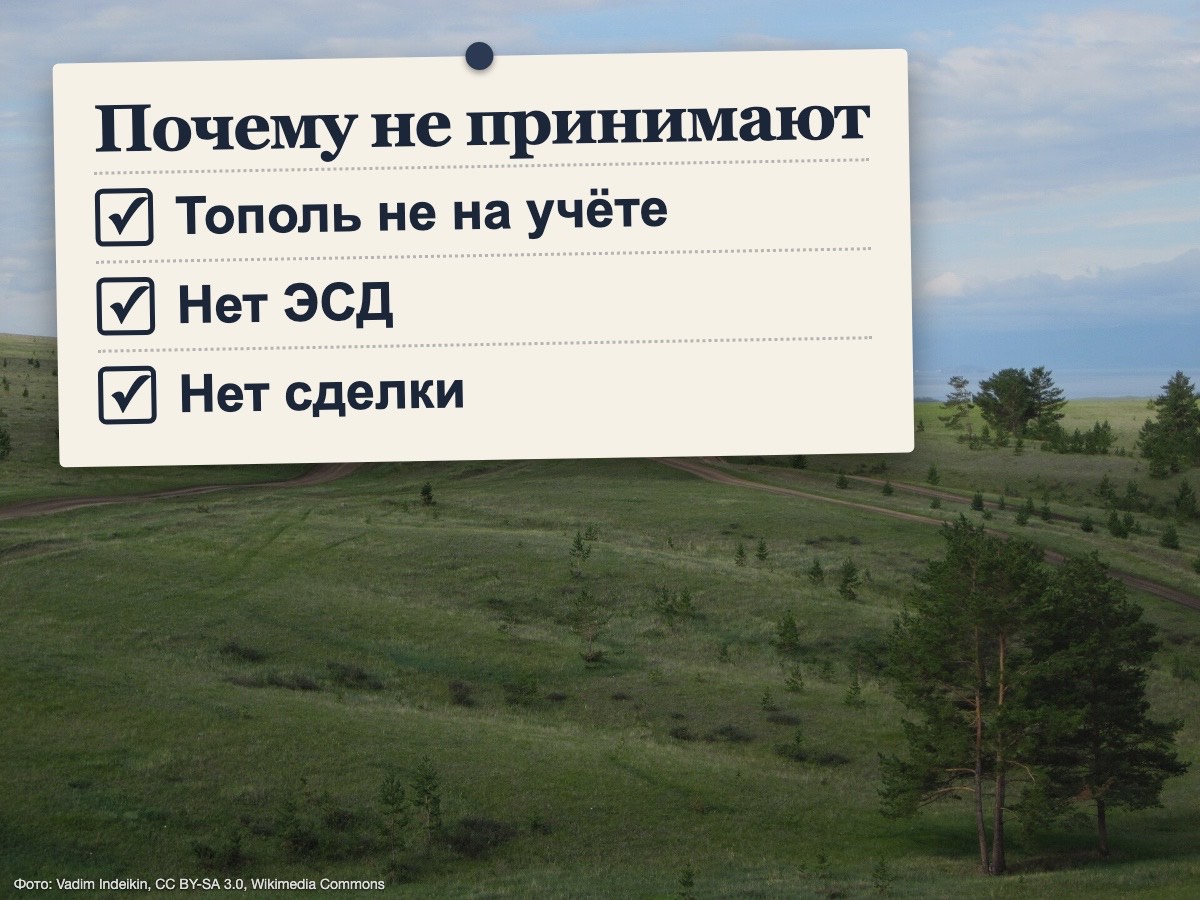 Почему не принимают
Тополь не на учёте
Нет ЭСД
Нет сделки
Фото: Vadim Indeikin, CC BY-SA 3.0, Wikimedia Commons